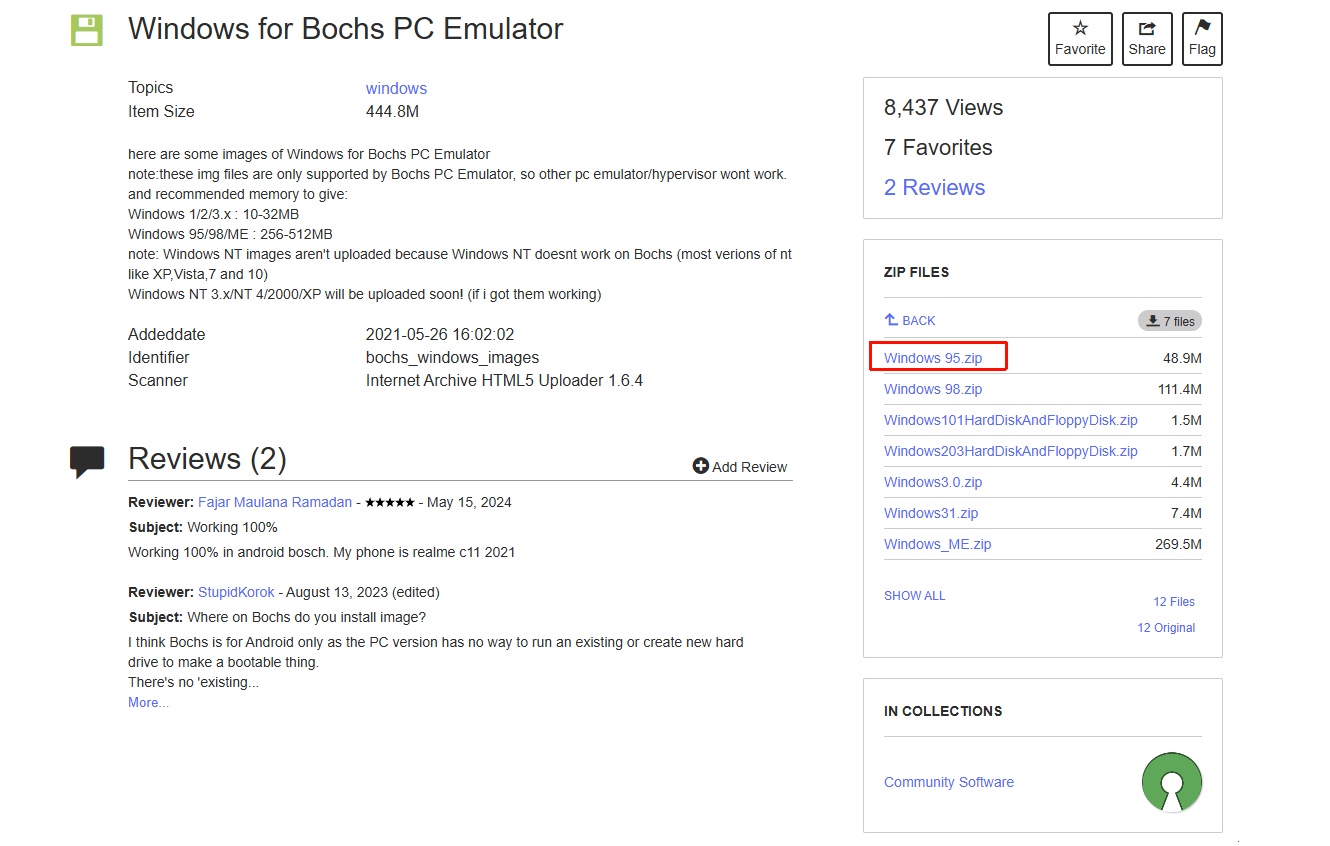 Windows for Bochs PC Emulator
Favorite
Share
Flag
Topics
windows
Item Size
444.8M
here are some images of Windows for Bochs PC Emulator
note:these img files are only supported by Bochs PC Emulator, so other pc emulator/hypervisor wont work.
and recommended memory to give:
Windows 1/2/3.x : 10-32MB
Windows 95/98/ME : 256-512MB
note: Windows NT images aren't uploaded because Windows NT doesnt work on Bochs (most verions of nt
like XP,Vista,7 and 10)
Windows NT 3.x/NT 4/2000/XP will be uploaded soon! (if i got them working)
Addeddate
2021-05-26 16:02:02
Identifier
bochs_windows_images
Scanner
Internet Archive HTML5 Uploader 1.6.4
Reviews (2)
Add Review
Reviewer: Fajar Maulana Ramadan - ★★★★★ - May 15, 2024
Subject: Working 100%
Working 100% in android bosch. My phone is realme c11 2021
Reviewer: StupidKorok - August 13, 2023 (edited)
Subject: Where on Bochs do you install image?
I think Bochs is for Android only as the PC version has no way to run an existing or create new hard
drive to make a bootable thing.
There's no 'existing...
More...
8,437 Views
7 Favorites
2 Reviews
ZIP FILES
BACK
7 files
Windows 95.zip
48.9M
Windows 98.zip
111.4M
Windows101HardDiskAndFloppyDisk.zip
1.5M
Windows203HardDiskAndFloppyDisk.zip
1.7M
Windows3.0.zip
4.4M
Windows31.zip
7.4M
Windows_ME.zip
269.5M
SHOW ALL
12 Files
12 Original
IN COLLECTIONS
Community Software